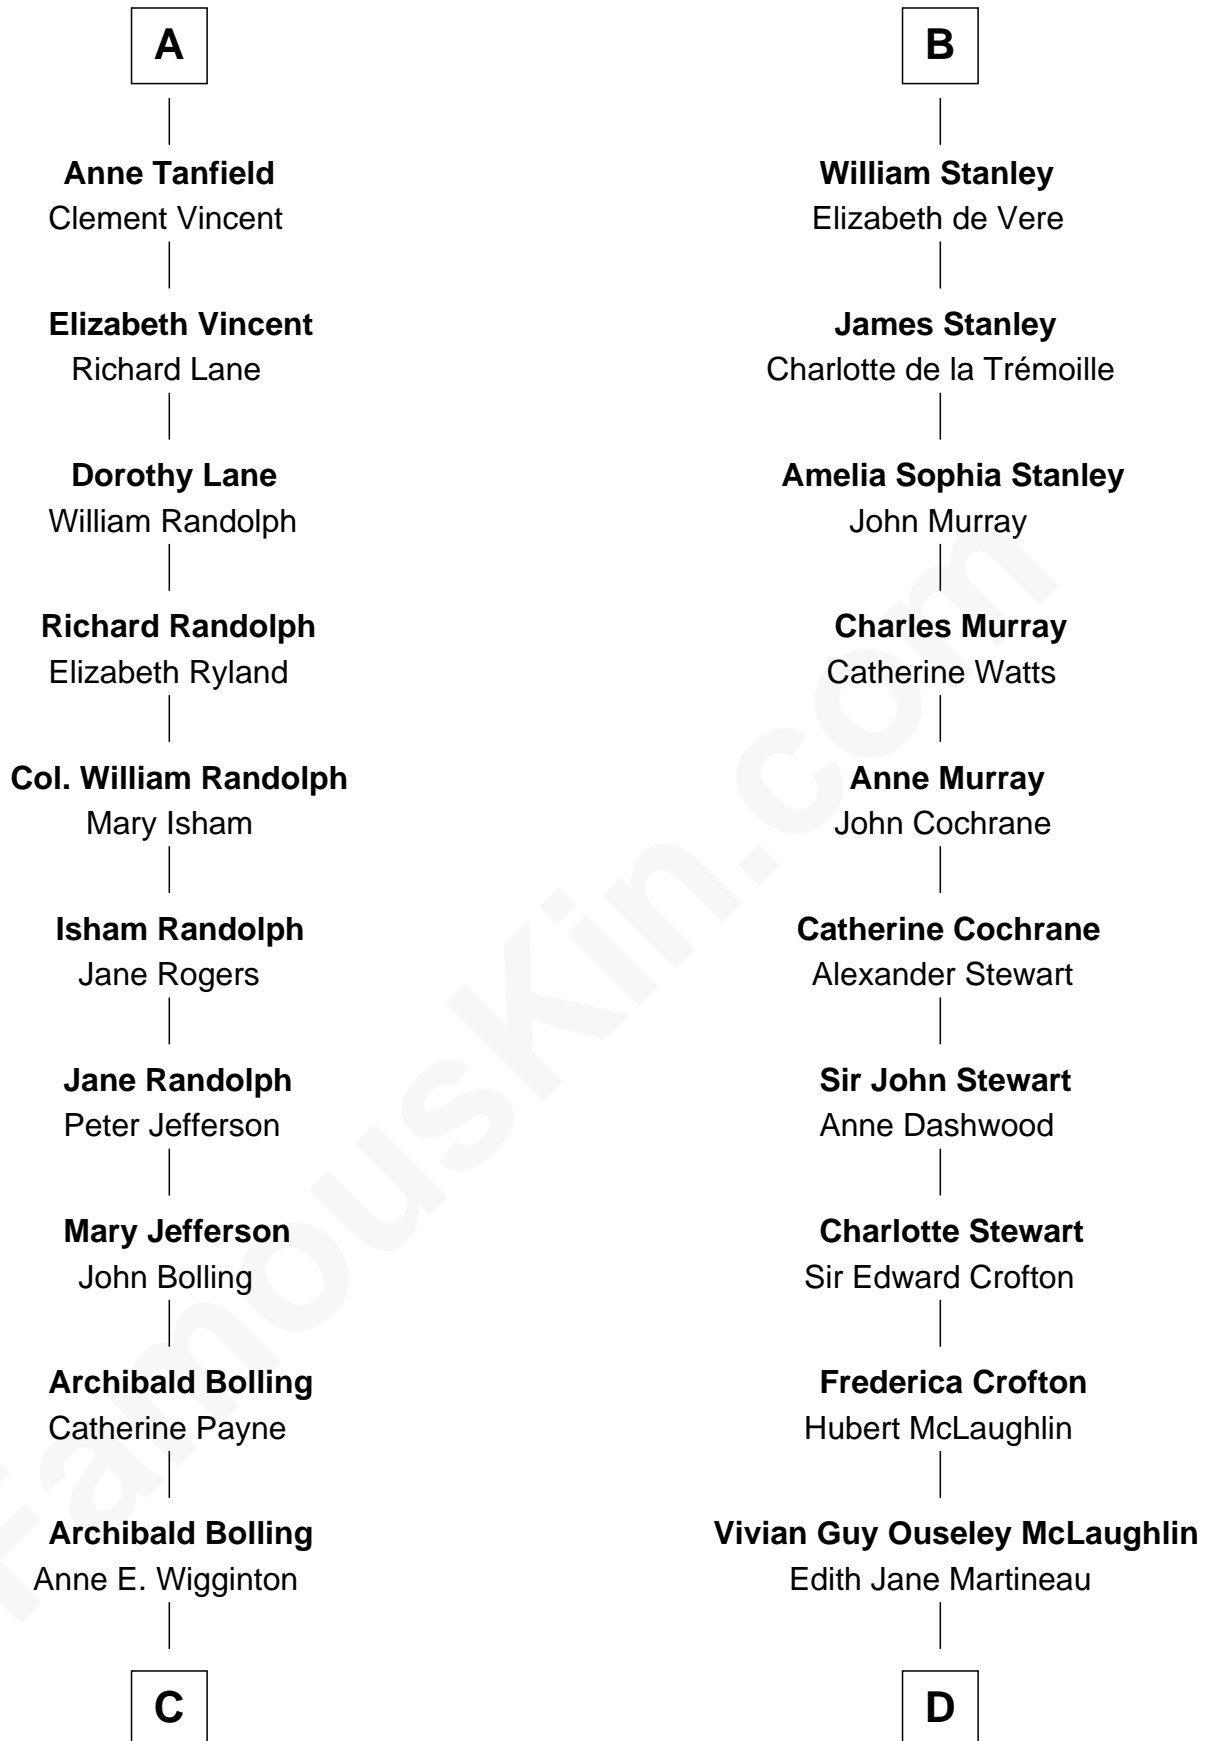 A
Anne Tanfield
Clement Vincent
Elizabeth Vincent
Richard Lane
Dorothy Lane
William Randolph
Richard Randolph
Elizabeth Ryland
Col. William Randolph
Mary Isham
Isham Randolph
Jane Rogers
Jane Randolph
Peter Jefferson
Mary Jefferson
John Bolling
Archibald Bolling
Catherine Payne
Archibald Bolling
Anne E. Wigginton
C
B
William Stanley
Elizabeth de Vere
James Stanley
Charlotte de la Trémoille
Amelia Sophia Stanley
John Murray
Charles Murray
Catherine Watts
Anne Murray
John Cochrane
Catherine Cochrane
Alexander Stewart
Sir John Stewart
Anne Dashwood
Charlotte Stewart
Sir Edward Crofton
Frederica Crofton
Hubert McLaughlin
Vivian Guy Ouseley McLaughlin
Edith Jane Martineau
D
FamousKin.com